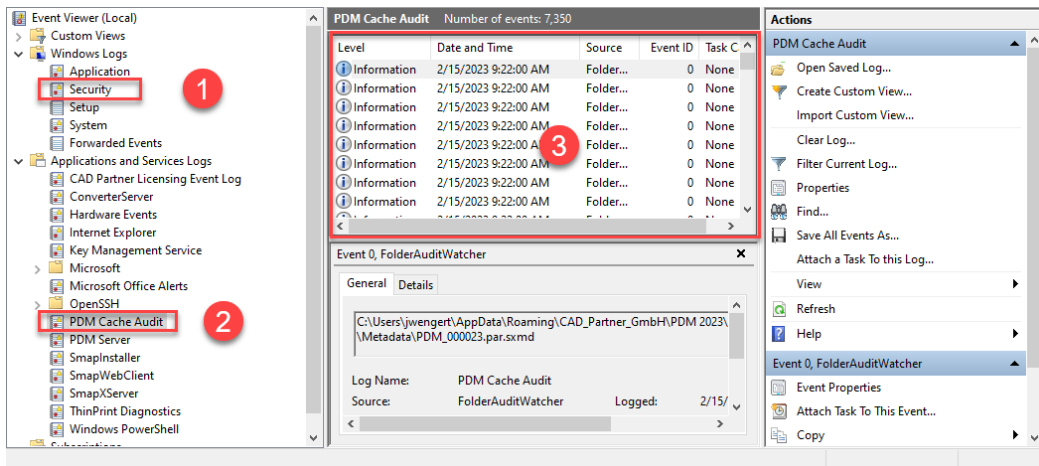 Event Viewer (Local)
Custom Views
Windows Logs
Application
Security
Setup
System
Forwarded Events
Applications and Services Logs
CAD Partner Licensing Event Log
ConverterServer
Hardware Events
Internet Explorer
Key Management Service
Microsoft
Microsoft Office Alerts
OpenSSH
PDM Cache Audit
PDM Server
SmapInstaller
SmapWebClient
SmapXServer
ThinPrint Diagnostics
Windows PowerShell
1
2
PDM Cache Audit Number of events: 7,350
Level Date and Time Source Event ID Task C
Information 2/15/2023 9:22:00 AM Folder... 0 None
Information 2/15/2023 9:22:00 AM Folder... 0 None
Information 2/15/2023 9:22:00 AM Folder... 0 None
Information 2/15/2023 9:22:00 AM Folder... 0 None
Information 2/15/2023 9:22:00 A Folder... 0 None
Information 2/15/2023 9:22:00 AM Folder... 0 None
Information 2/15/2023 9:22:00 AM Folder... 0 None
Information 2/15/2023 9:22:00 AM Folder... 0 None
3
Event 0, FolderAuditWatcher
General Details
C:\Users\jwengert\AppData\Roaming\CAD_Partner_GmbH\PDM 2023\
\Metadata\PDM_000023.par.sxmd
Log Name: PDM Cache Audit
Source: FolderAuditWatcher Logged: 2/15/
Actions
PDM Cache Audit
Open Saved Log...
Create Custom View...
Import Custom View...
Clear Log...
Filter Current Log...
Properties
Find...
Save All Events As...
Attach a Task To this Log...
View
Refresh
Help
Event 0, FolderAuditWatcher
Event Properties
Attach Task To This Event...
Copy